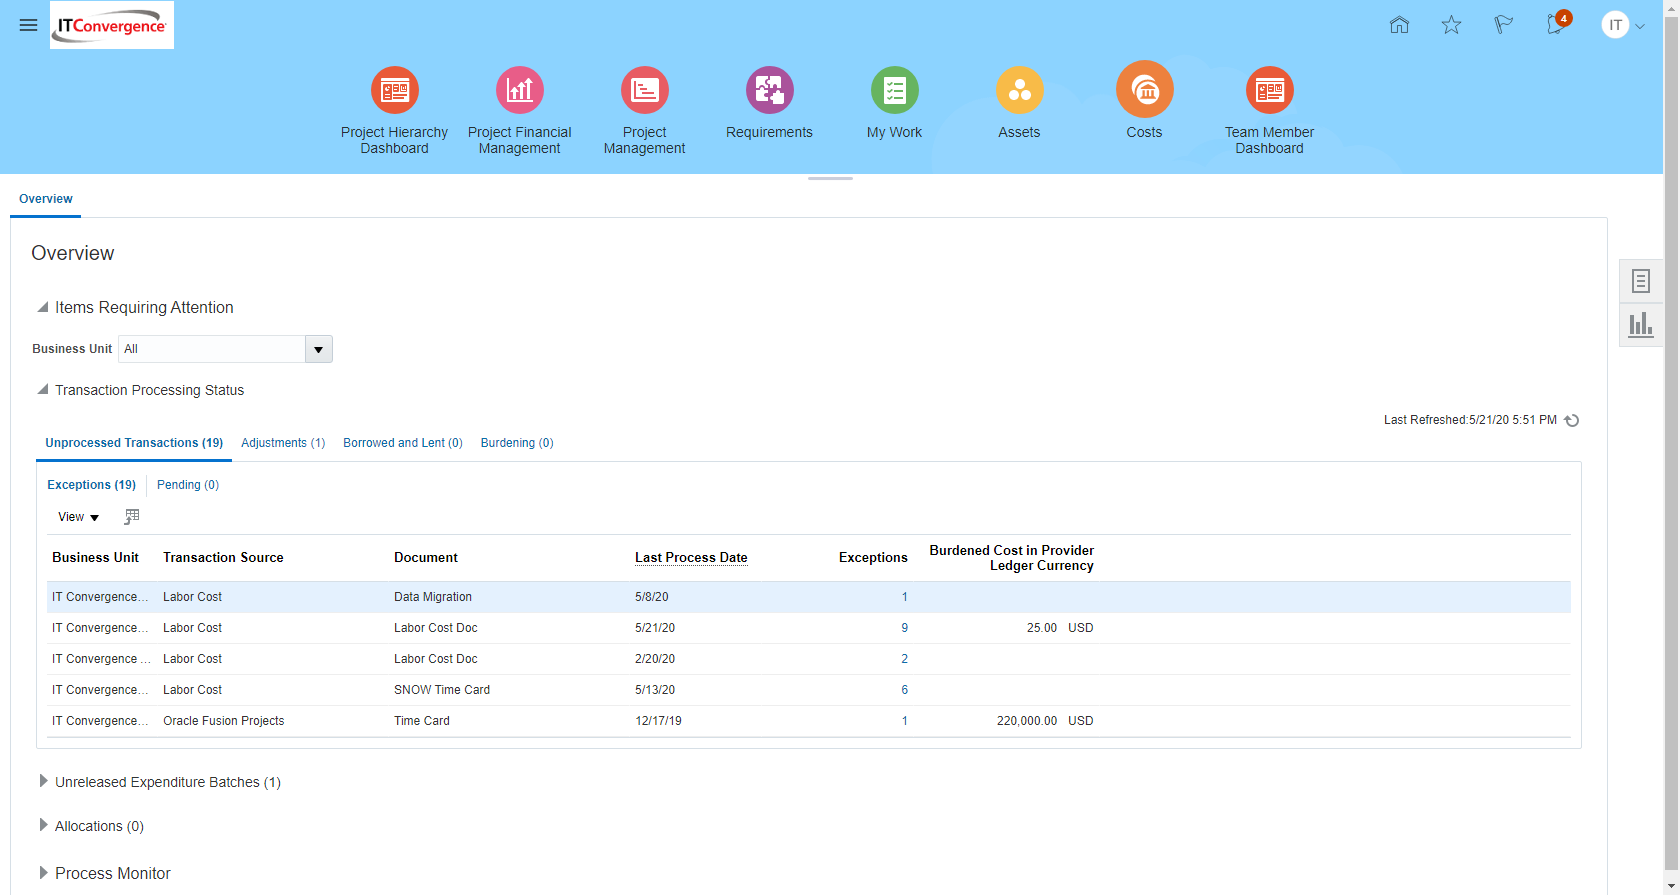 ITConvergence
4
IT
Project Hierarchy
Dashboard
Project Financial
Management
Project
Management
Requirements
My Work
Assets
Costs
Team Member
Dashboard
Overview
Overview
Items Requiring Attention
Business Unit All
Transaction Processing Status
Last Refreshed:5/21/20 5:51 PM
Unprocessed Transactions (19) Adjustments (1) Borrowed and Lent (0) Burdening (0)
Exceptions (19) Pending (0)
View
Business Unit Transaction Source Document Last Process Date Exceptions Burdened Cost in Provider
Ledger Currency
IT Convergence... Labor Cost Data Migration 5/8/20 1
IT Convergence... Labor Cost Labor Cost Doc 5/21/20 9 25.00 USD
IT Convergence ... Labor Cost Labor Cost Doc 2/20/20 2
IT Convergence... Labor Cost SNOW Time Card 5/13/20 6
IT Convergence... Oracle Fusion Projects Time Card 12/17/19 1 220,000.00 USD
Unreleased Expenditure Batches (1)
Allocations (0)
Process Monitor